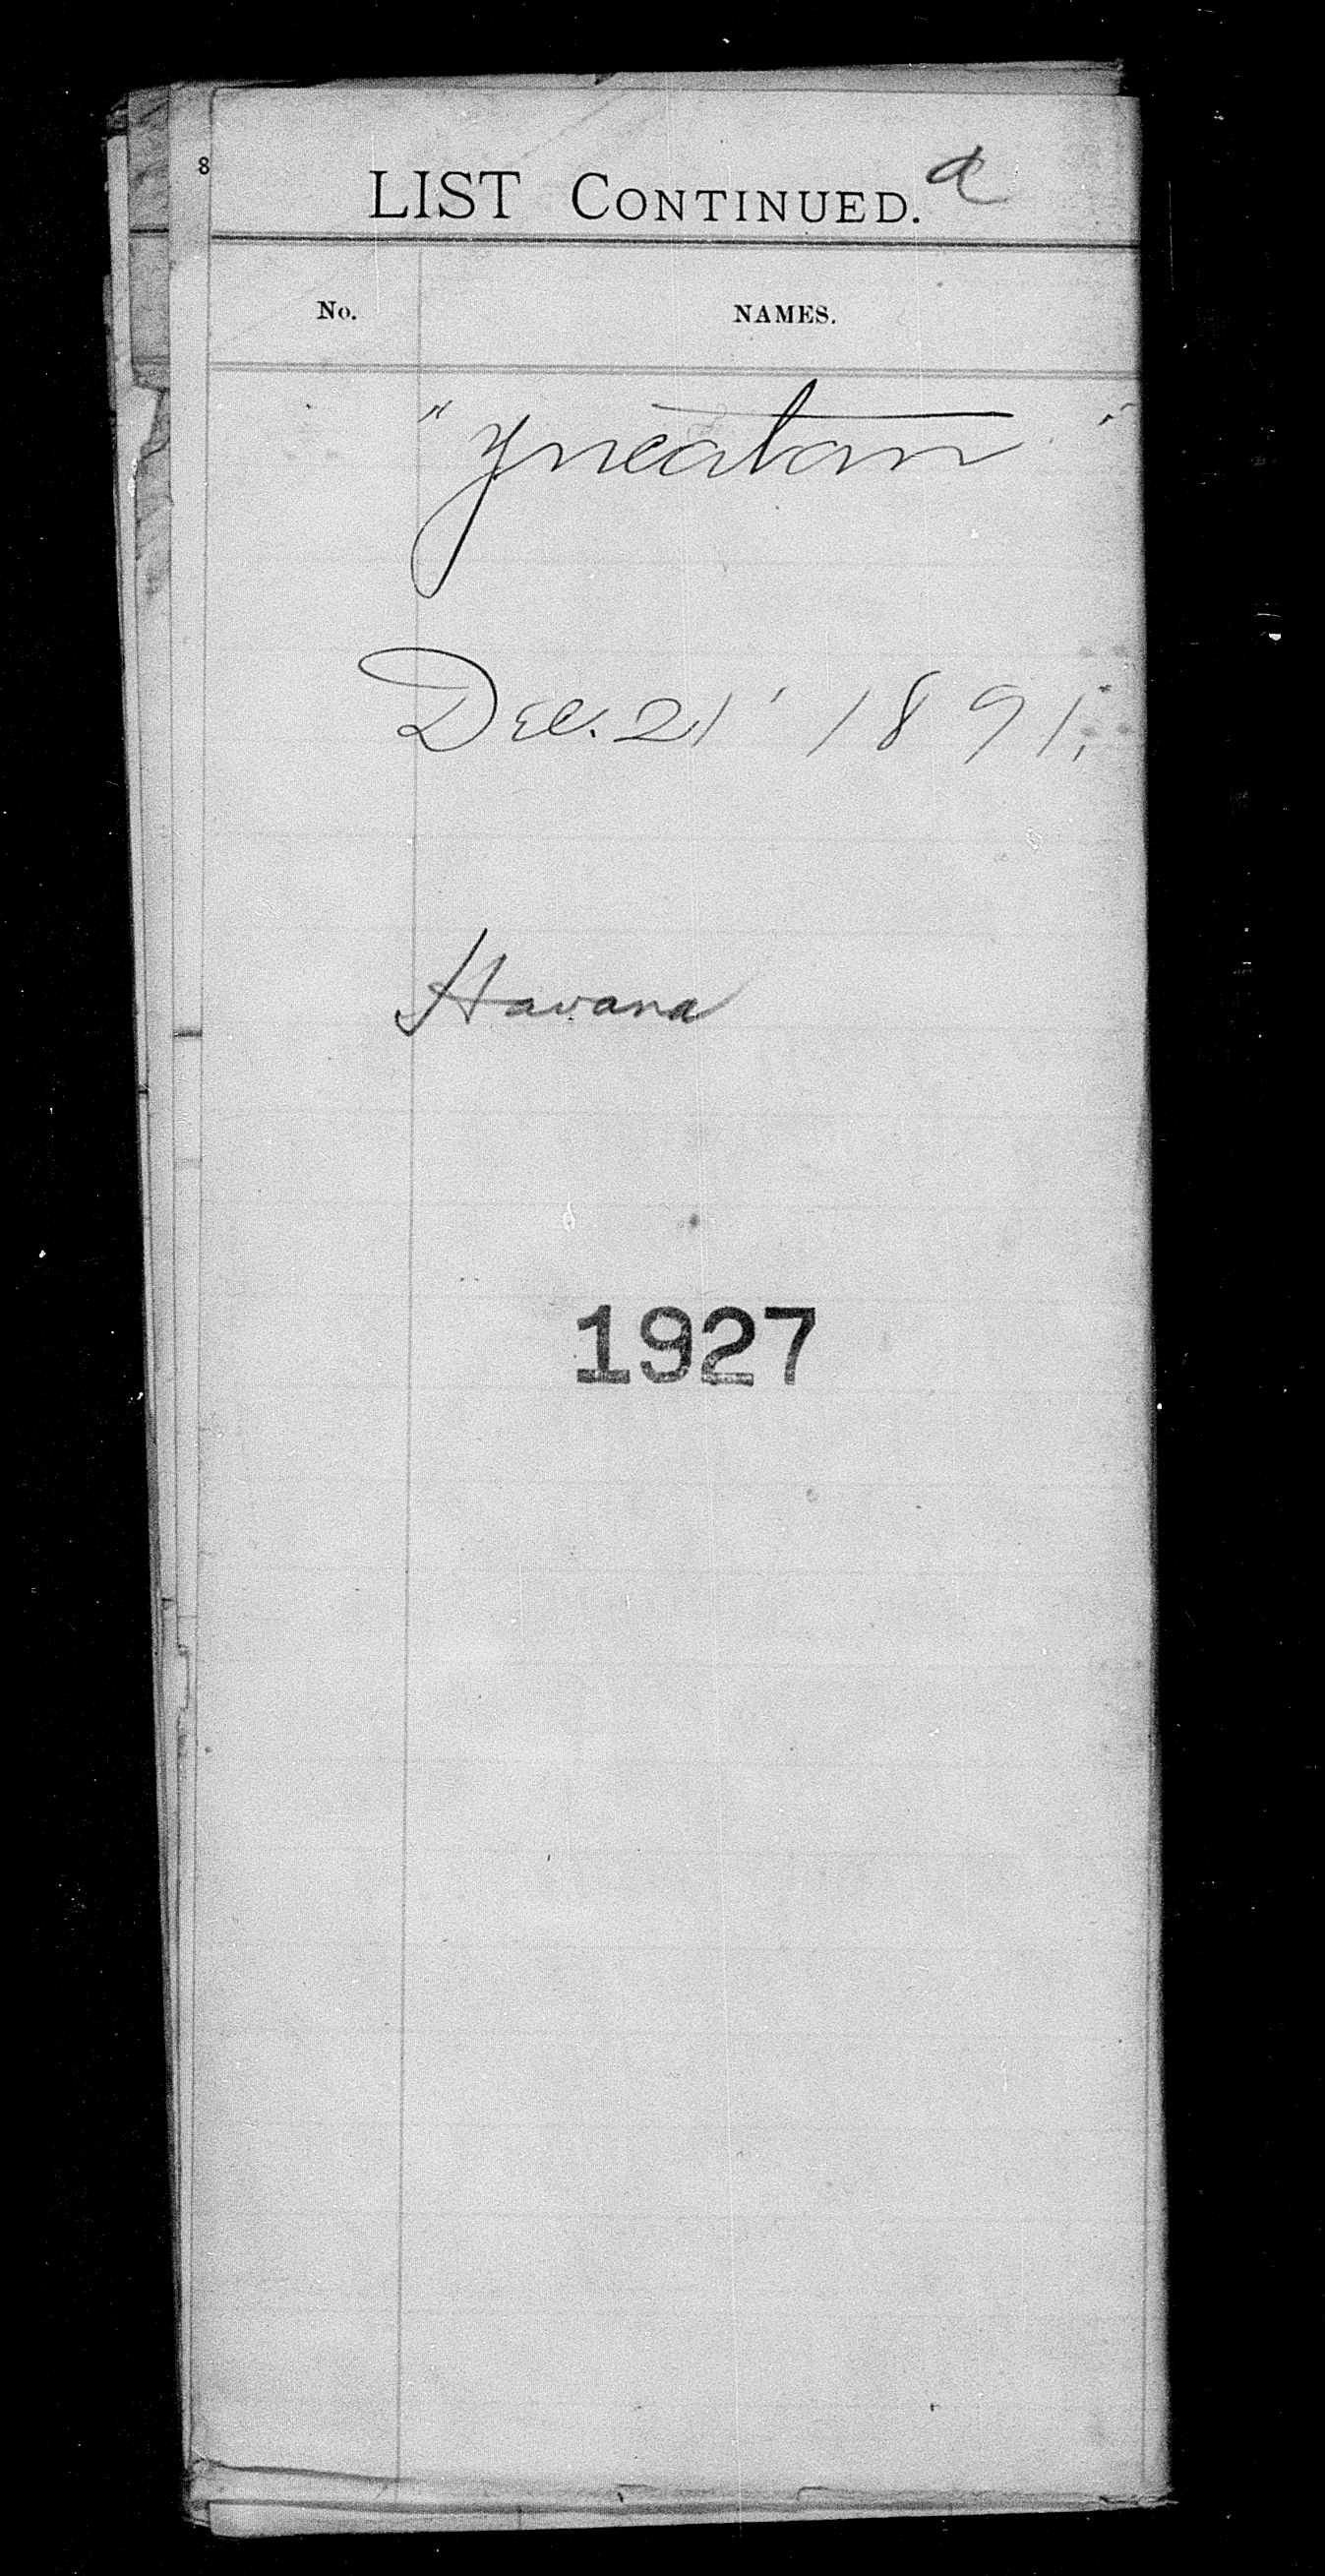 8
LIST CONTINUED.
No. NAMES.
"Yucatan"
Dec. 21' 1891.
Havana
1927